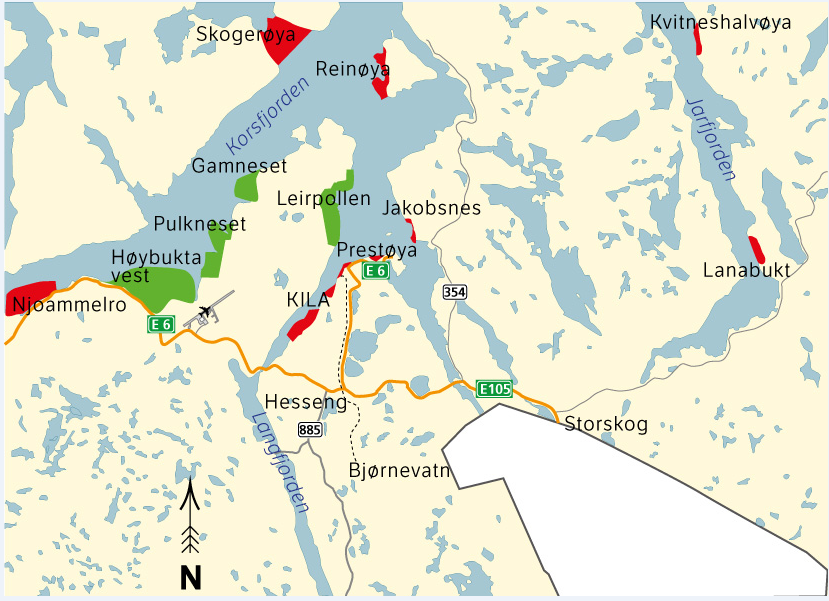 Kvitneshalvøya
Skogerøya
Reinøya
Korsfjorden
Jarfjorden
354
Gamneset
Leirpollen
Jakobsnes
Pulkneset
Prestøya
Høybukta
vest
E 6
Lanabukt
354
KILA
Njoammelro
E 6
E105
Hesseng
Storskog
885
Langfjorden
Bjørnevatn
N